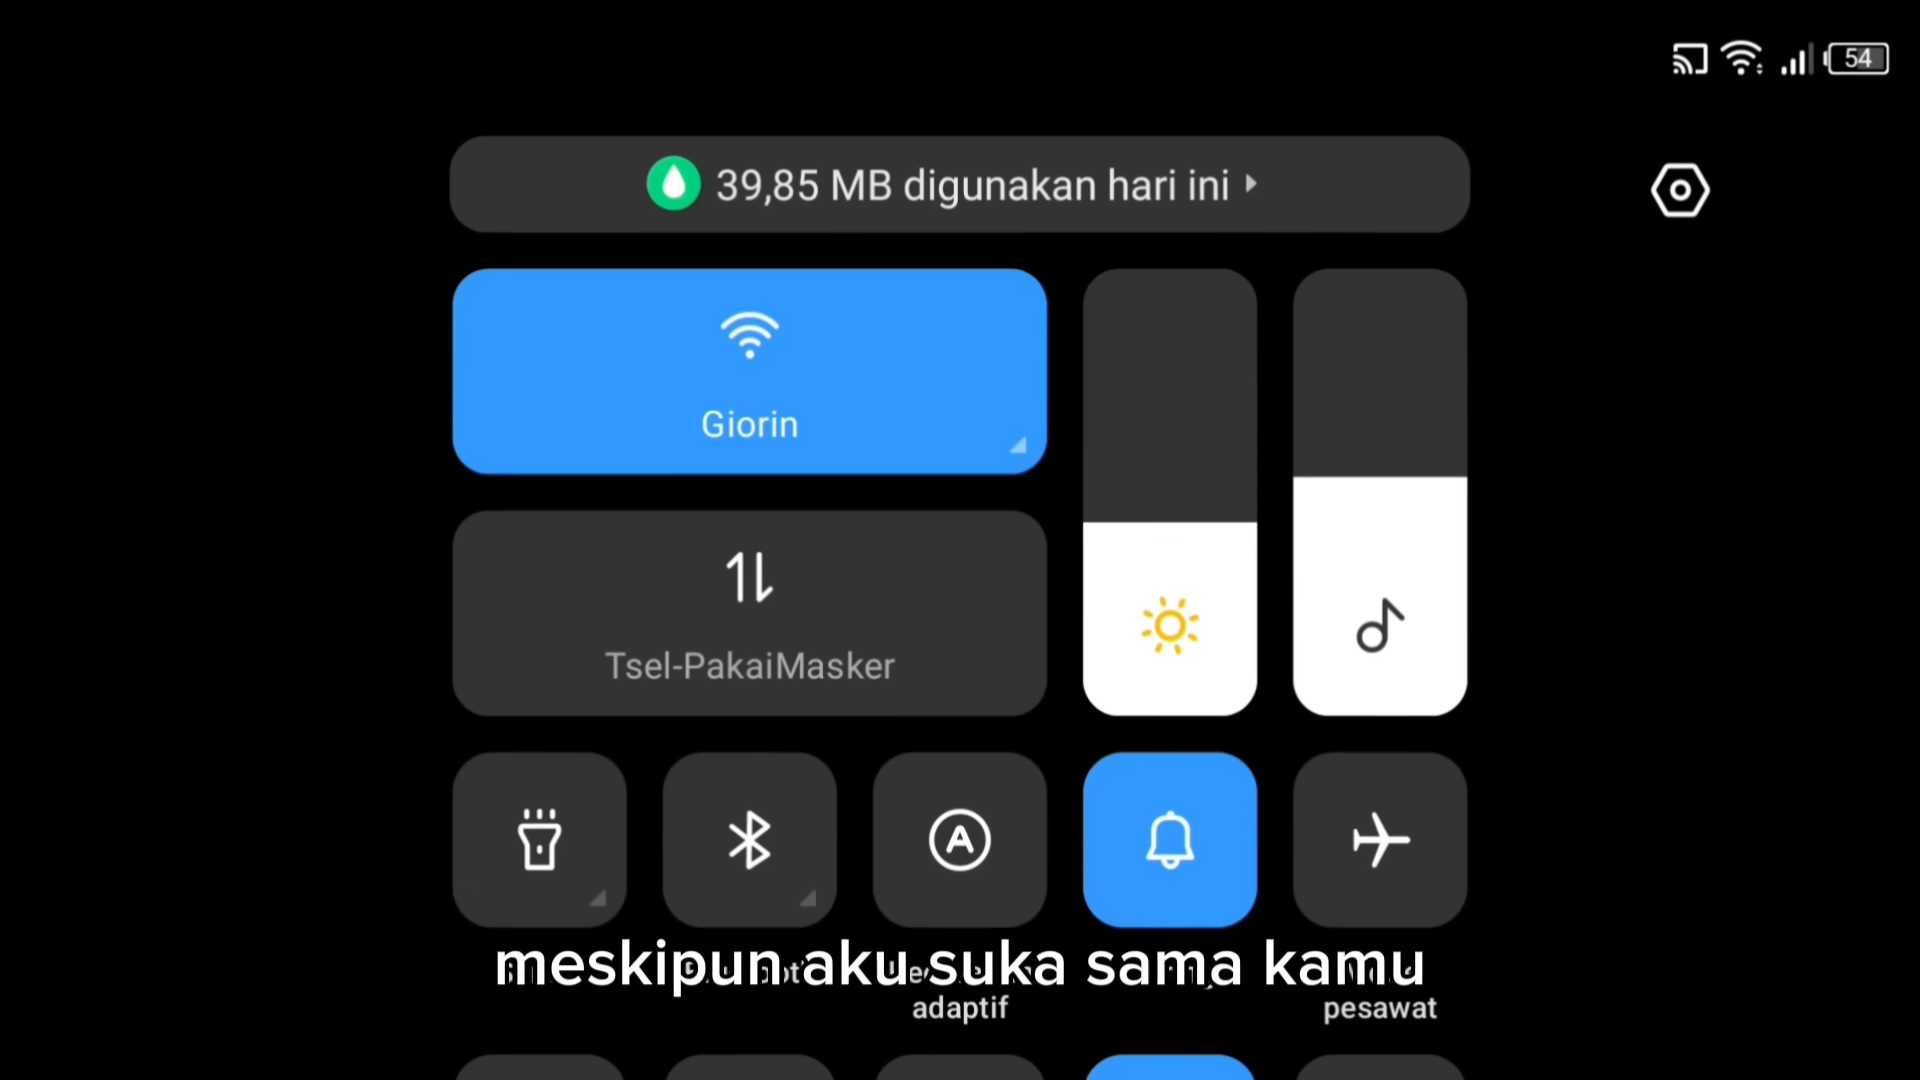 54
39,85 MB digunakan hari ini
Giorin
Tsel-PakaiMasker
A
meskipun aku suka sama kamu
adaptif
pesawat